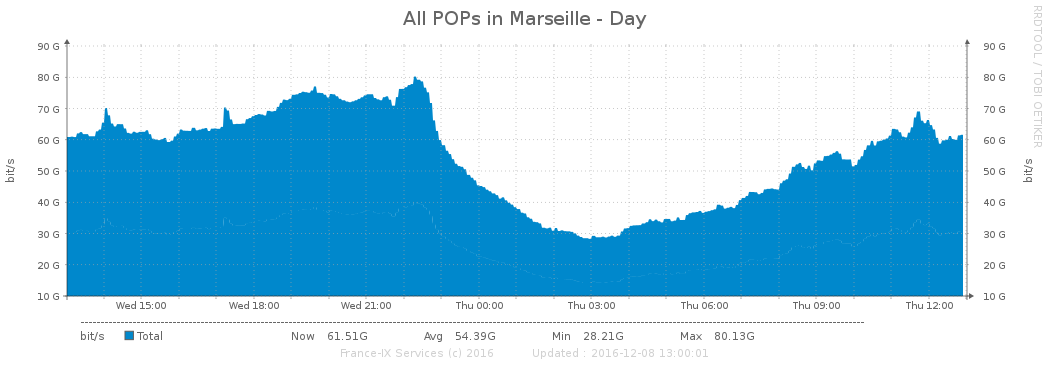 All POPs in Marseille - Day
RRDTOOL / TOBI OETIKER
90 G 90 G
80 G 80 G
70 G 70 G
60 G 60 G
50 G 50 G
40 G 40 G
30 G 30 G
20 G 20 G
10 G 10 G
bit/s bit/s
Wed 15:00 Wed 18:00 Wed 21:00 Thu 00:00 Thu 03:00 Thu 06:00 Thu 09:00 Thu 12:00
bit/s Total Now 61.51G Avg 54.39G Min 28.21G Max 80.13G
France-IX Services (c) 2016 Updated : 2016-12-08 13:00:01